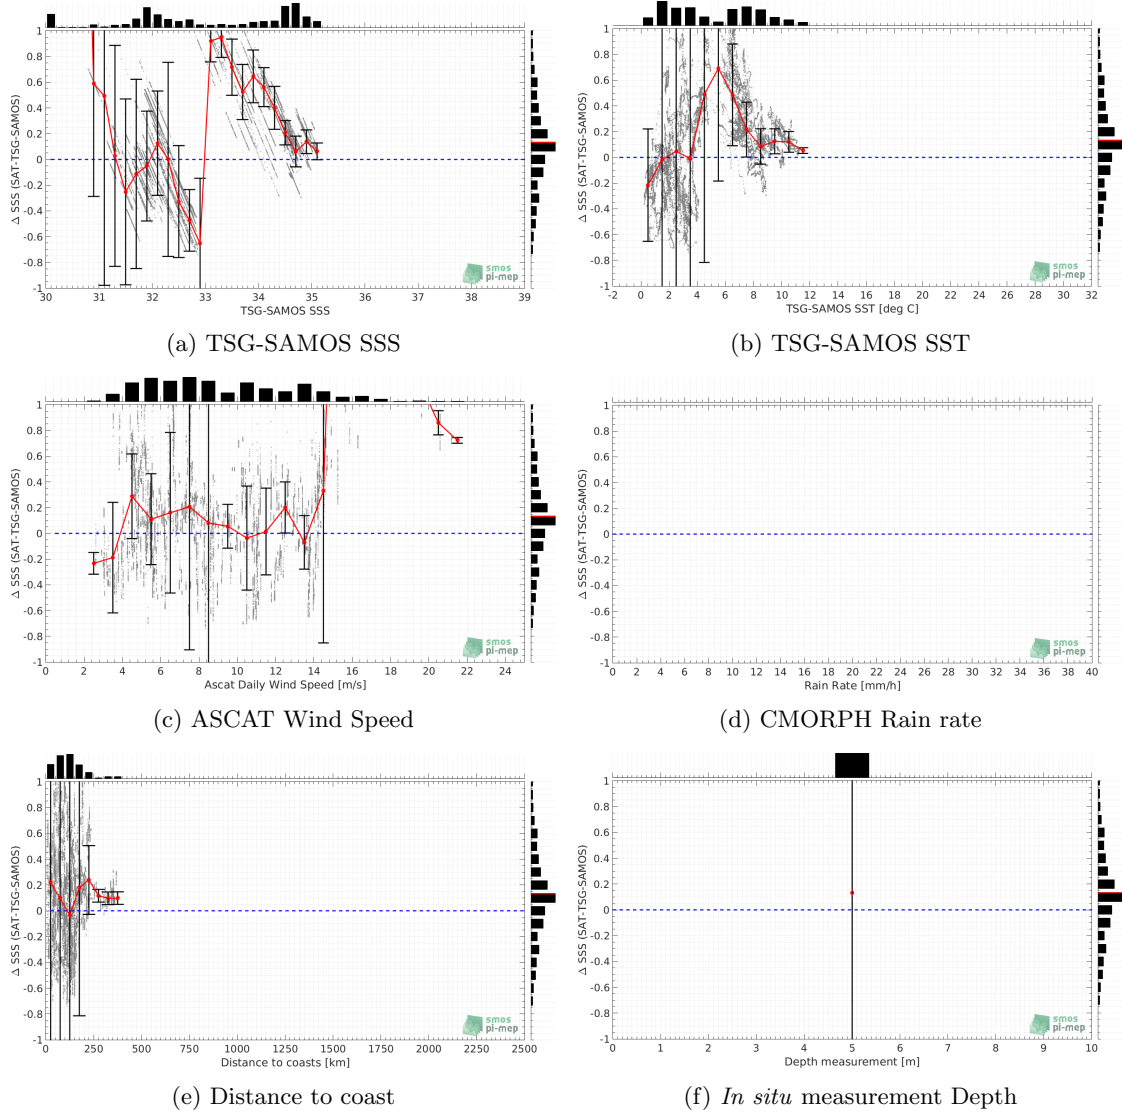 1
0.8
0.6
0.4
0.2
0
-0.2
-0.4
-0.6
-0.8
-1
Δ SSS (SAT-TSG-SAMOS)
30 31 32 33 34 35 36 37 38 39
TSG-SAMOS SSS
smos
pi-mep
(a) TSG-SAMOS SSS
1
0.8
0.6
0.4
0.2
0
-0.2
-0.4
-0.6
-0.8
-1
Δ SSS (SAT-TSG-SAMOS)
-2 0 2 4 6 8 10 12 14 16 18 20 22 24 26 28 30 32
TSG-SAMOS SST [deg C]
smos
pi-mep
(b) TSG-SAMOS SST
1
0.8
0.6
0.4
0.2
0
-0.2
-0.4
-0.6
-0.8
-1
Δ SSS (SAT-TSG-SAMOS)
0 2 4 6 8 10 12 14 16 18 20 22 24
Ascat Daily Wind Speed [m/s]
smos
pi-mep
(c) ASCAT Wind Speed
1
0.8
0.6
0.4
0.2
0
-0.2
-0.4
-0.6
-0.8
-1
Δ SSS (SAT-TSG-SAMOS)
0 2 4 6 8 10 12 14 16 18 20 22 24 26 28 30 32 34 36 38 40
Rain Rate [mm/h]
smos
pi-mep
(d) CMORPH Rain rate
1
0.8
0.6
0.4
0.2
0
-0.2
-0.4
-0.6
-0.8
-1
Δ SSS (SAT-TSG-SAMOS)
0 250 500 750 1000 1250 1500 1750 2000 2250 2500
Distance to coasts [km]
smos
pi-mep
(e) Distance to coast
1
0.8
0.6
0.4
0.2
0
-0.2
-0.4
-0.6
-0.8
-1
Δ SSS (SAT-TSG-SAMOS)
0 1 2 3 4 5 6 7 8 9 10
Depth measurement [m]
smos
pi-mep
(f) In situ measurement Depth